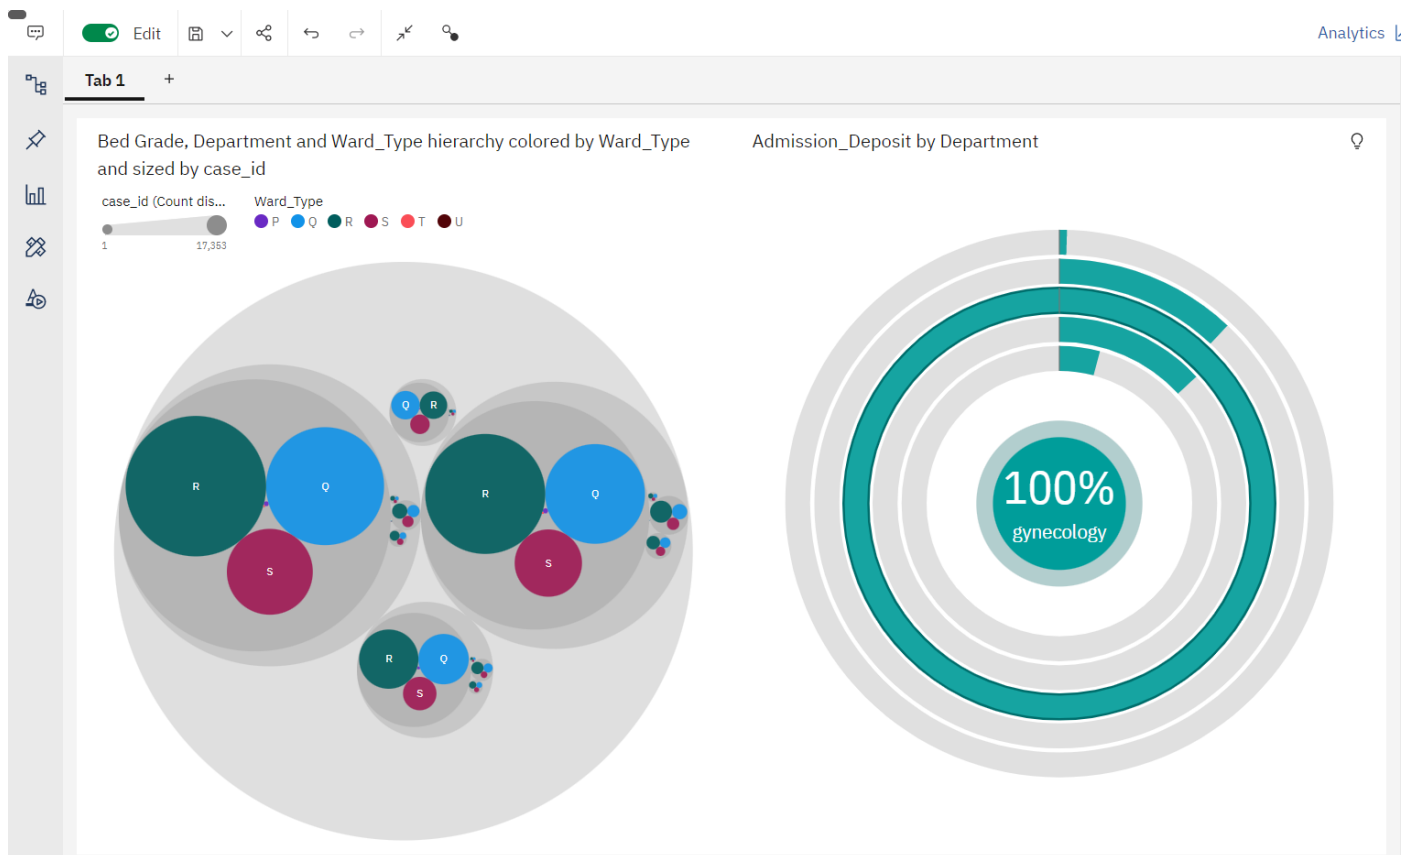 Edit
Analytics
Tab 1 +
Bed Grade, Department and Ward_Type hierarchy colored by Ward_Type
and sized by case_id
Admission_Deposit by Department
case_id (Count dis...
Ward_Type
P Q R S T U
1 17,353
Q R
R Q
R Q
S
S
R Q
S
100%
gynecology